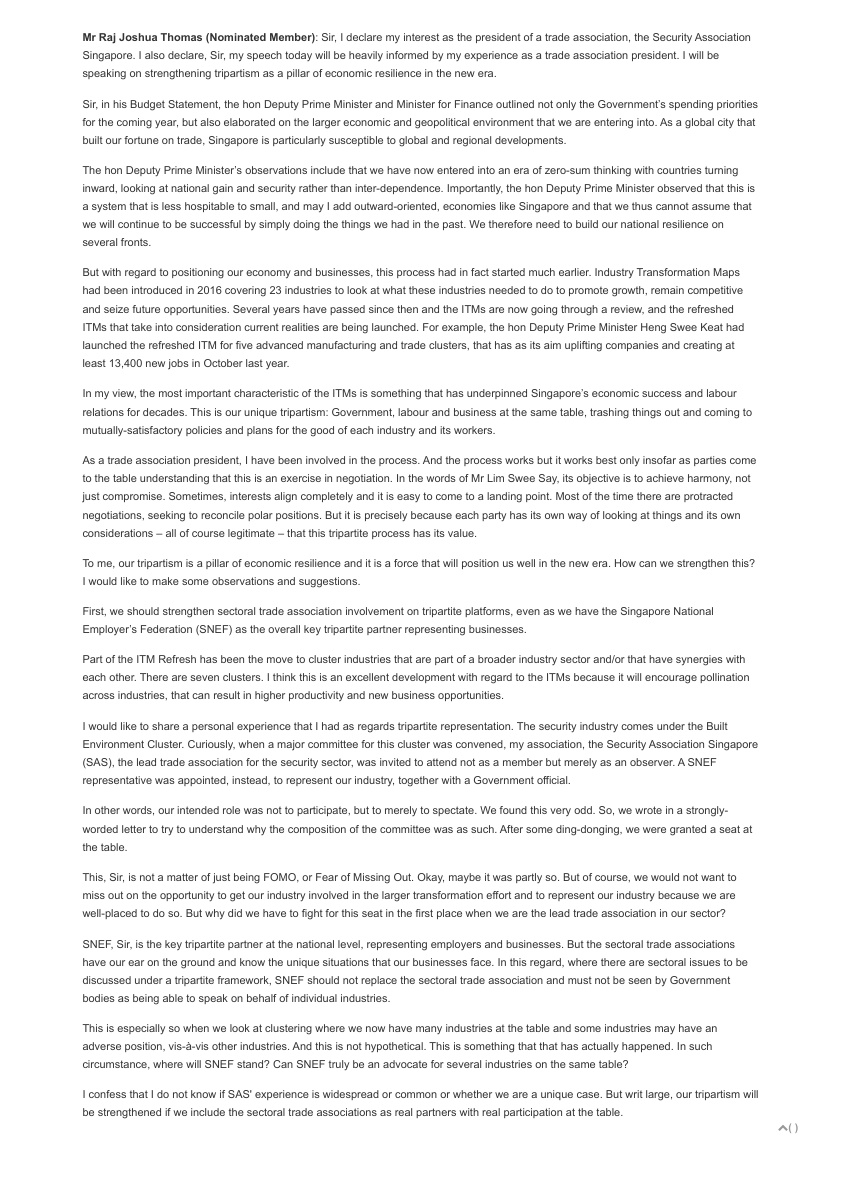 Mr Raj Joshua Thomas (Nominated Member): Sir, I declare my interest as the president of a trade association, the Security Association
Singapore. I also declare, Sir, my speech today will be heavily informed by my experience as a trade association president. I will be
speaking on strengthening tripartism as a pillar of economic resilience in the new era.
Sir, in his Budget Statement, the hon Deputy Prime Minister and Minister for Finance outlined not only the Government's spending priorities
for the coming year, but also elaborated on the larger economic and geopolitical environment that we are entering into. As a global city that
built our fortune on trade, Singapore is particularly susceptible to global and regional developments.
The hon Deputy Prime Minister's observations include that we have now entered into an era of zero-sum thinking with countries turning
inward, looking at national gain and security rather than inter-dependence. Importantly, the hon Deputy Prime Minister observed that this is
a system that is less hospitable to small, and may I add outward-oriented, economies like Singapore and that we thus cannot assume that
we will continue to be successful by simply doing the things we had in the past. We therefore need to build our national resilience on
several fronts.
But with regard to positioning our economy and businesses, this process had in fact started much earlier. Industry Transformation Maps
had been introduced in 2016 covering 23 industries to look at what these industries needed to do to promote growth, remain competitive
and seize future opportunities. Several years have passed since then and the ITMs are now going through a review, and the refreshed
ITMs that take into consideration current realities are being launched. For example, the hon Deputy Prime Minister Heng Swee Keat had
launched the refreshed ITM for five advanced manufacturing and trade clusters, that has as its aim uplifting companies and creating at
least 13,400 new jobs in October last year.
In my view, the most important characteristic of the ITMs is something that has underpinned Singapore's economic success and labour
relations for decades. This is our unique tripartism: Government, labour and business at the same table, trashing things out and coming to
mutually-satisfactory policies and plans for the good of each industry and its workers.
As a trade association president, I have been involved in the process. And the process works but it works best only insofar as parties come
to the table understanding that this is an exercise in negotiation. In the words of Mr Lim Swee Say, its objective is to achieve harmony, not
just compromise. Sometimes, interests align completely and it is easy to come to a landing point. Most of the time there are protracted
negotiations, seeking to reconcile polar positions. But it is precisely because each party has its own way of looking at things and its own
considerations – all of course legitimate – that this tripartite process has its value.
To me, our tripartism is a pillar of economic resilience and it is a force that will position us well in the new era. How can we strengthen this?
I would like to make some observations and suggestions.
First, we should strengthen sectoral trade association involvement on tripartite platforms, even as we have the Singapore National
Employer's Federation (SNEF) as the overall key tripartite partner representing businesses.
Part of the ITM Refresh has been the move to cluster industries that are part of a broader industry sector and/or that have synergies with
each other. There are seven clusters. I think this is an excellent development with regard to the ITMs because it will encourage pollination
across industries, that can result in higher productivity and new business opportunities.
I would like to share a personal experience that I had as regards tripartite representation. The security industry comes under the Built
Environment Cluster. Curiously, when a major committee for this cluster was convened, my association, the Security Association Singapore
(SAS), the lead trade association for the security sector, was invited to attend not as a member but merely as an observer. A SNEF
representative was appointed, instead, to represent our industry, together with a Government official.
In other words, our intended role was not to participate, but to merely to spectate. We found this very odd. So, we wrote in a strongly-
worded letter to try to understand why the composition of the committee was as such. After some ding-donging, we were granted a seat at
the table.
This, Sir, is not a matter of just being FOMO, or Fear of Missing Out. Okay, maybe it was partly so. But of course, we would not want to
miss out on the opportunity to get our industry involved in the larger transformation effort and to represent our industry because we are
well-placed to do so. But why did we have to fight for this seat in the first place when we are the lead trade association in our sector?
SNEF, Sir, is the key tripartite partner at the national level, representing employers and businesses. But the sectoral trade associations
have our ear on the ground and know the unique situations that our businesses face. In this regard, where there are sectoral issues to be
discussed under a tripartite framework, SNEF should not replace the sectoral trade association and must not be seen by Government
bodies as being able to speak on behalf of individual industries.
This is especially so when we look at clustering where we now have many industries at the table and some industries may have an
adverse position, vis-à-vis other industries. And this is not hypothetical. This is something that that has actually happened. In such
circumstance, where will SNEF stand? Can SNEF truly be an advocate for several industries on the same table?
I confess that I do not know if SAS' experience is widespread or common or whether we are a unique case. But writ large, our tripartism will
be strengthened if we include the sectoral trade associations as real partners with real participation at the table.
( )